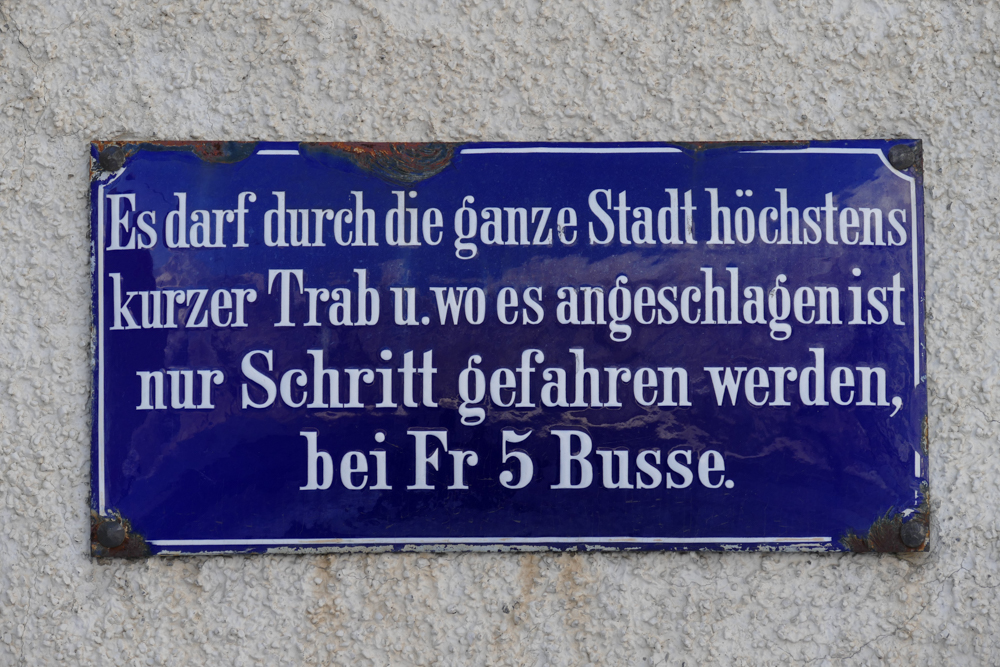 Es darf durch die ganze Stadt höchstens
kurzer Trab u. wo es angeschlagen ist
nur Schritt gefahren werden,
bei Fr 5 Busse.